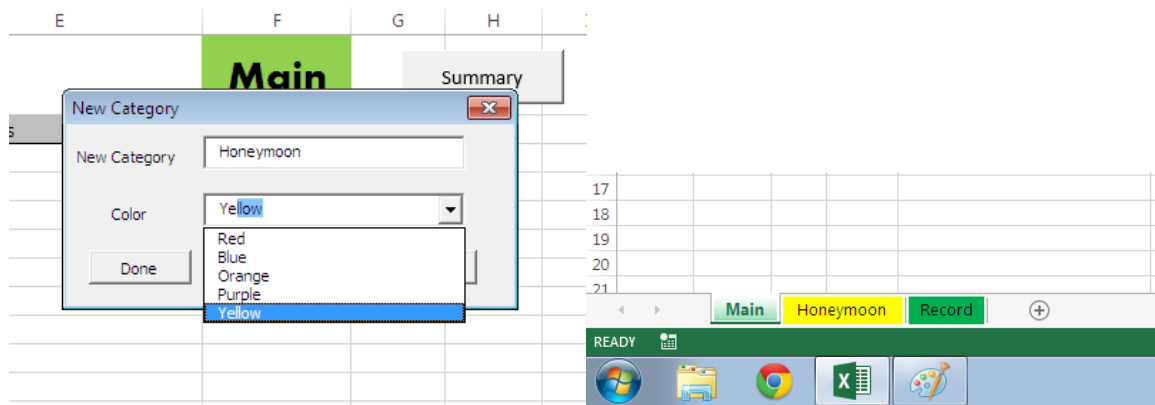 E F G H
Main
Summary
New Category
s
New Category Honeymoon
Color Yellow
Red
Blue
Done
Orange
Purple
Yellow
17
18
19
20
21
Main Honeymoon Record
READY